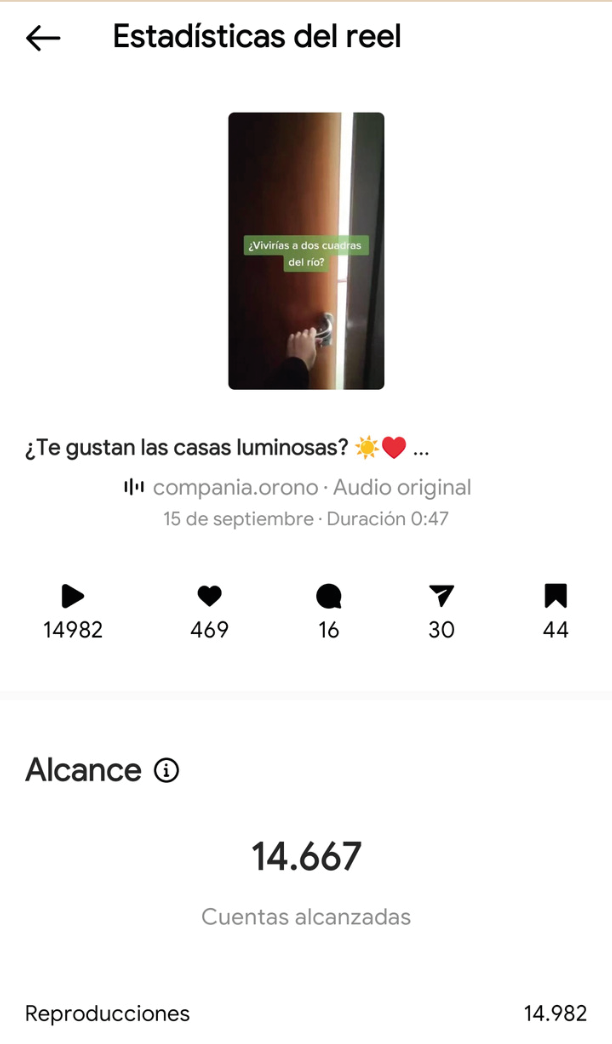 Estadísticas del reel
¿Vivirías a dos cuadras
del río?
¿Te gustan las casas luminosas? ☀️❤️ ...
compania.orono · Audio original
15 de septiembre · Duración 0:47
14982 469 16 30 44
Alcance
14.667
Cuentas alcanzadas
Reproducciones 14.982